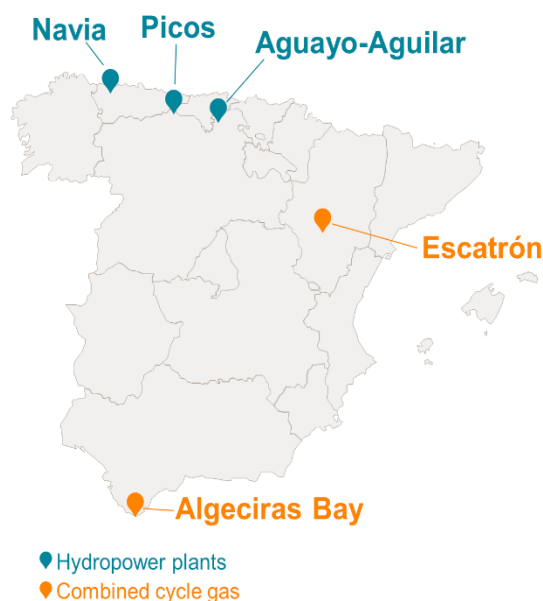 Navia
Picos
Aguayo-Aguilar
Escatrón
Algeciras Bay
Hydropower plants
Combined cycle gas